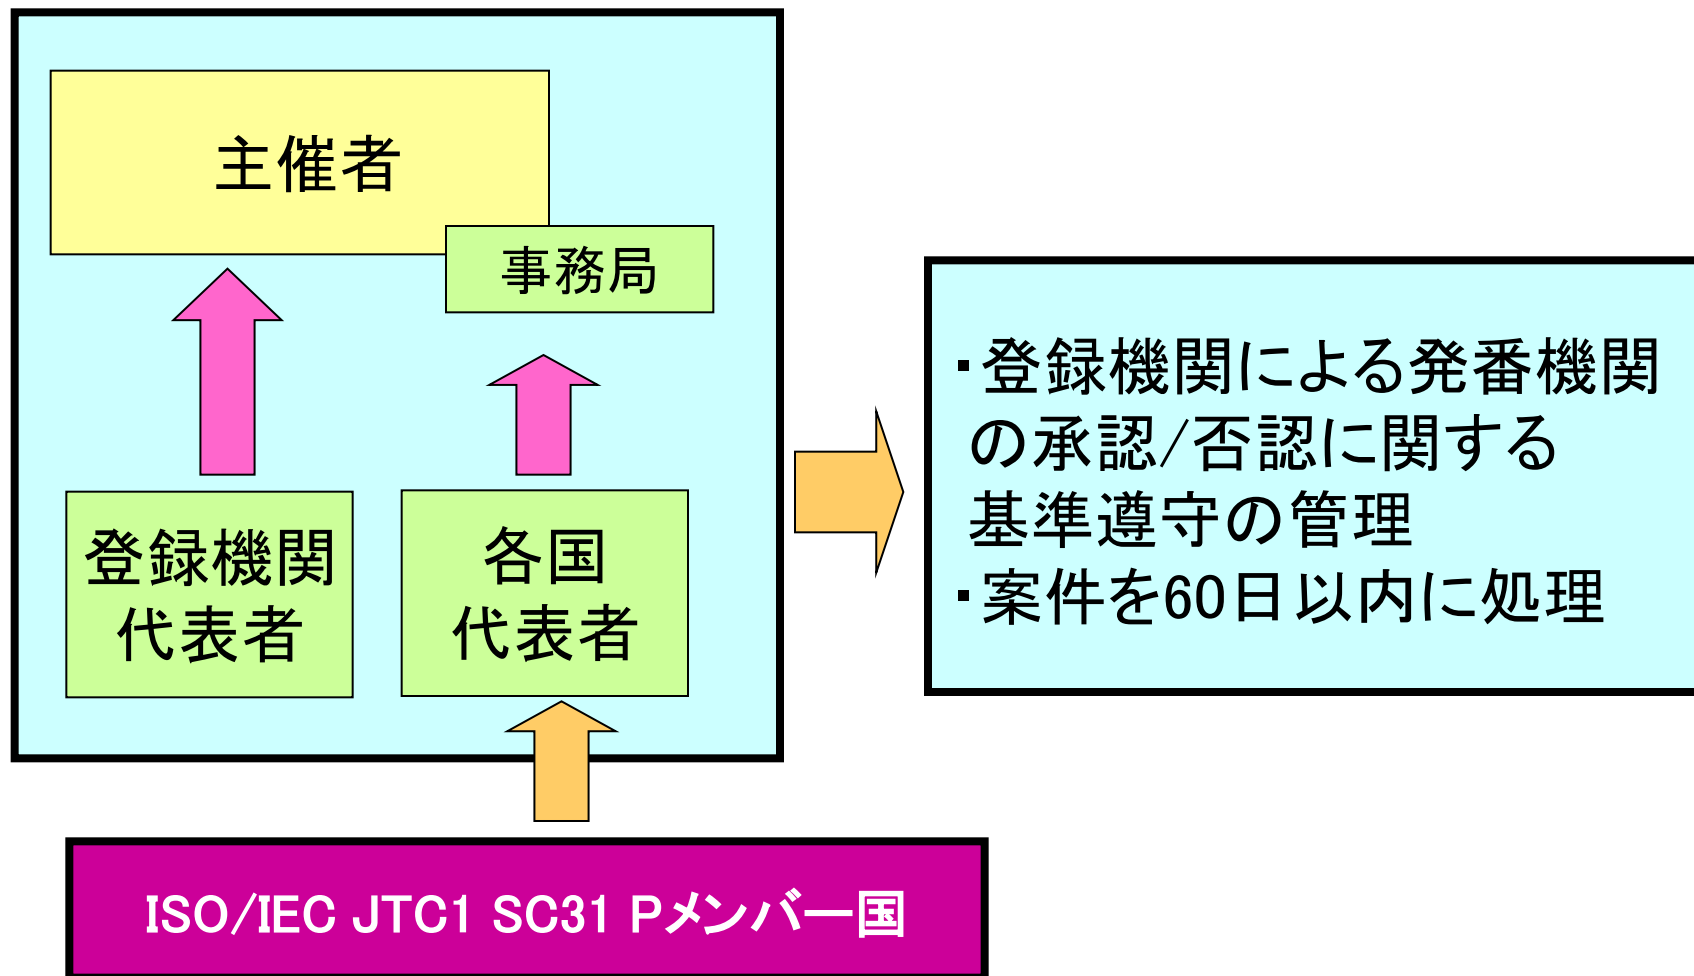 主催者
事務局
登録機関
代表者
各国
代表者
・登録機関による発番機関
の承認/否認に関する
基準遵守の管理
・案件を60日以内に処理
ISO/IEC JTC1 SC31 Pメンバー国